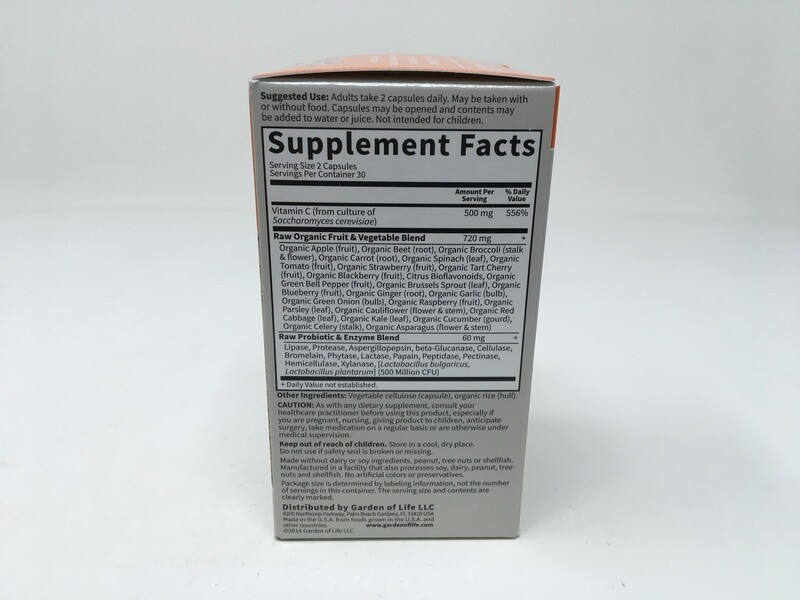 Suggested Use: Adults take 2 capsules daily. May be taken with
or without food. Capsules may be opened and contents may
be added to water or juice. Not intended for children.
Supplement Facts
Serving Size 2 Capsules
Servings Per Container 30
Amount Per Serving % Daily Value
Vitamin C (from culture of 500 mg 556%
Saccharomyces cerevisiae)
Raw Organic Fruit & Vegetable Blend 720 mg +
Organic Apple (fruit), Organic Beet (root), Organic Broccoli (stalk
& flower), Organic Carrot (root), Organic Spinach (leaf), Organic
Tomato (fruit), Organic Strawberry (fruit), Organic Tart Cherry
(fruit), Organic Blackberry (fruit), Citrus Bioflavonoids, Organic
Green Bell Pepper (fruit), Organic Brussels Sprout (leaf), Organic
Blueberry (fruit), Organic Ginger (root), Organic Garlic (bulb),
Organic Green Onion (bulb), Organic Raspberry (fruit), Organic
Parsley (leaf), Organic Cauliflower (flower & stem), Organic Red
Cabbage (leaf), Organic Kale (leaf), Organic Cucumber (gourd),
Organic Celery (stalk), Organic Asparagus (flower & stem)
Raw Probiotic & Enzyme Blend 60 mg +
Lipase, Protease, Aspergillopepsin, beta-Glucanase, Cellulase,
Bromelain, Phytase, Lactase, Papain, Peptidase, Pectinase,
Hemicellulase, Xylanase, [Lactobacillus bulgaricus,
Lactobacillus plantarum] (500 Million CFU)
+ Daily Value not established.
Other Ingredients: Vegetable cellulose (capsule), organic rice (hull).
CAUTION: As with any dietary supplement, consult your
healthcare practitioner before using this product, especially if
you are pregnant, nursing, giving product to children, anticipate
surgery, take medication on a regular basis or are otherwise under
medical supervision.
Keep out of reach of children. Store in a cool, dry place.
Do not use if safety seal is broken or missing.
Made without dairy or soy ingredients, peanut, tree nuts or shellfish.
Manufactured in a facility that also processes soy, dairy, peanut, tree
nuts and shellfish. No artificial colors or preservatives.
Package size is determined by labeling information, not the number
of servings in this container. The serving size and contents are
clearly marked.
Distributed by Garden of Life LLC
4200 Northcorp Parkway, Palm Beach Gardens, FL 33410 USA
Made in the U.S.A. from foods grown in the U.S.A. and
other countries. www.gardenoflife.com
©2014 Garden of Life LLC.